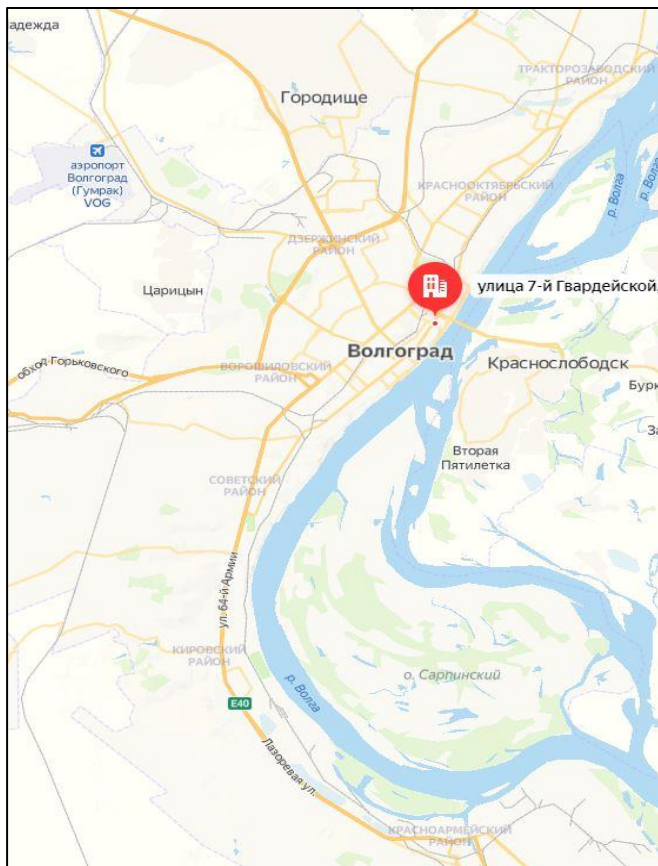 адежда
ТРАКТОРОЗАВОДСКИЙ
РАЙОН
Городище
аэропорт
Волгоград
(Гумрак)
VOG
КРАСНООКТЯБРЬСКИЙ
РАЙОН
р. Волга
р. Волга
ДЗЕРЖИНСКИЙ
РАЙОН
Царицын
улица 7-й Гвардейской,
Волгоград
обход Горьковского
ВОРОШИЛОВСКИЙ
РАЙОН
Краснослободск
Бурк
За
Вторая
Пятилетка
СОВЕТСКИЙ
РАЙОН
ул. 64-й Армии
КИРОВСКИЙ
РАЙОН
р. Волга
о. Сарпинский
E40
Лазоревая ул.
КРАСНОАРМЕЙСКИЙ
РАЙОН